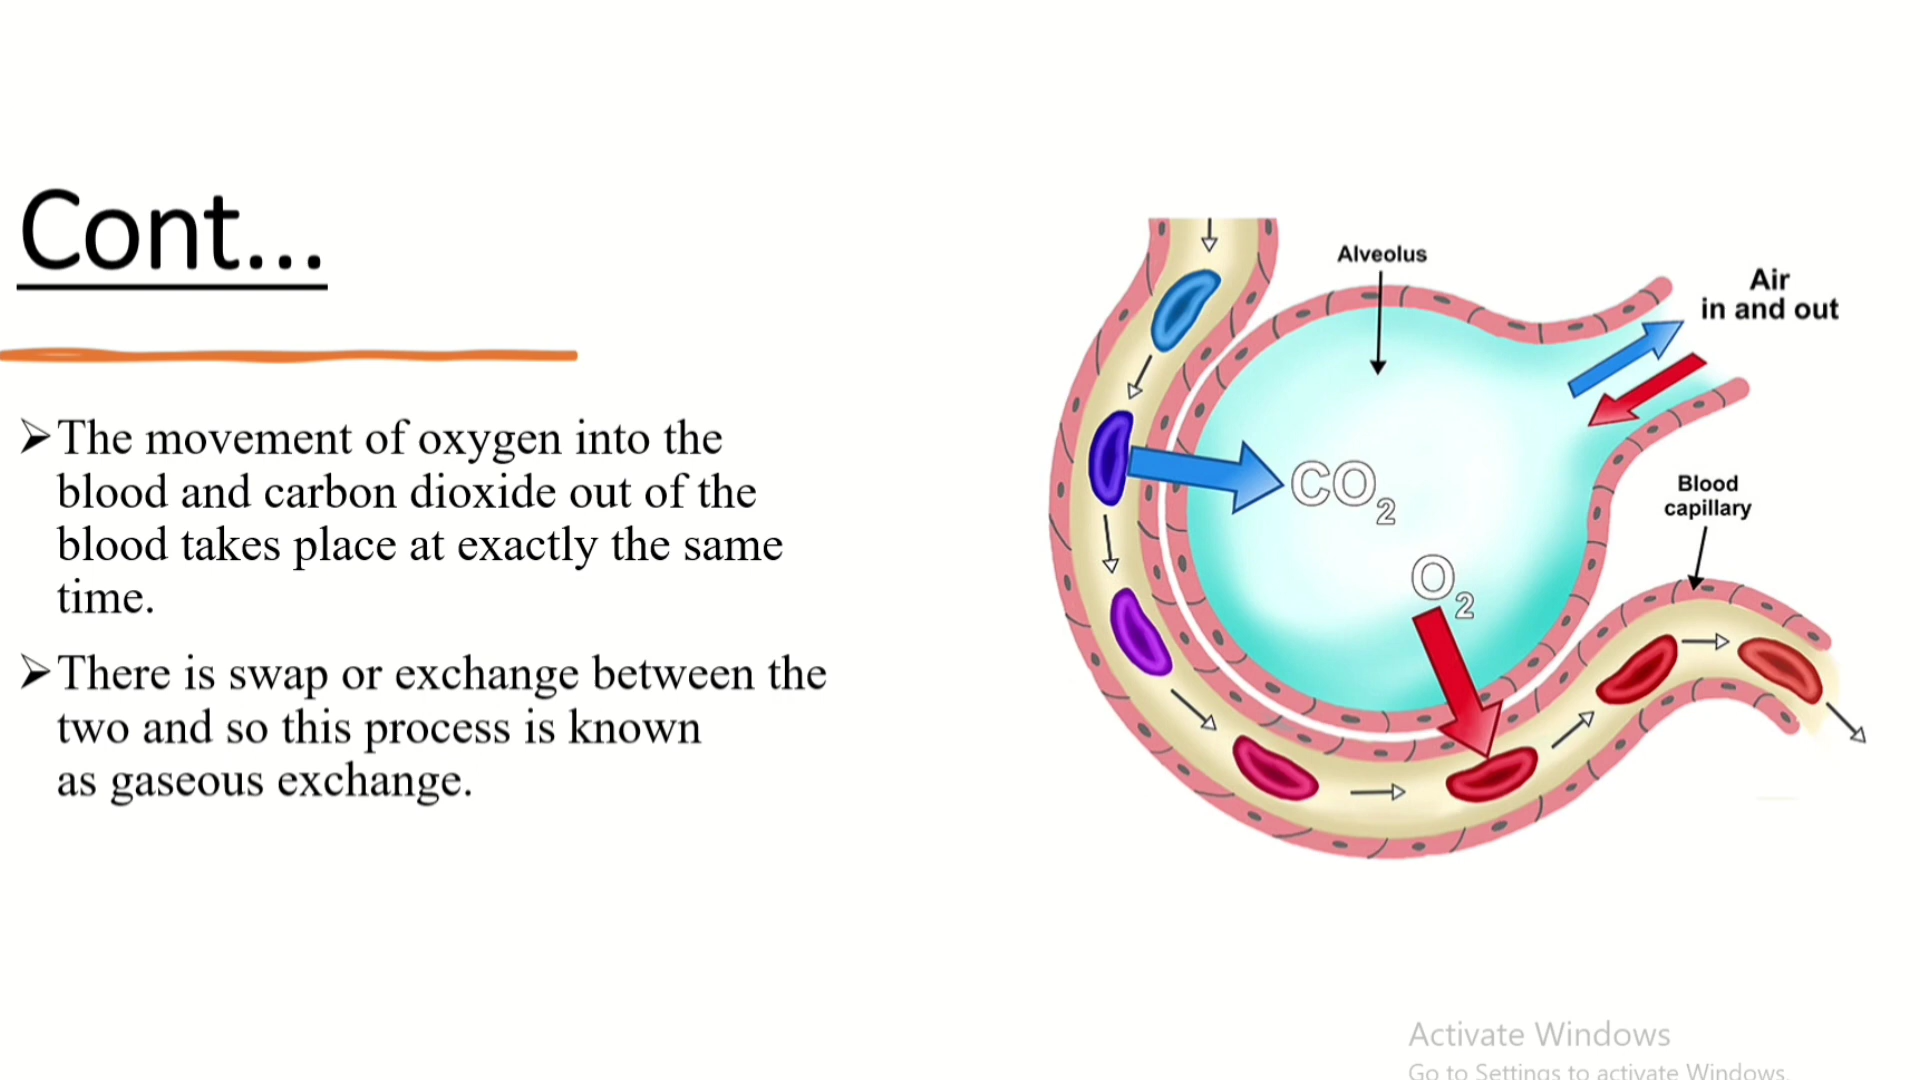 Cont...
➢The movement of oxygen into the
blood and carbon dioxide out of the
blood takes place at exactly the same
time.
➢There is swap or exchange between the
two and so this process is known
as gaseous exchange.
Alveolus
Air
in and out
CO2
O2
Blood
capillary
Activate Windows
Go to Settings to activate Windows.